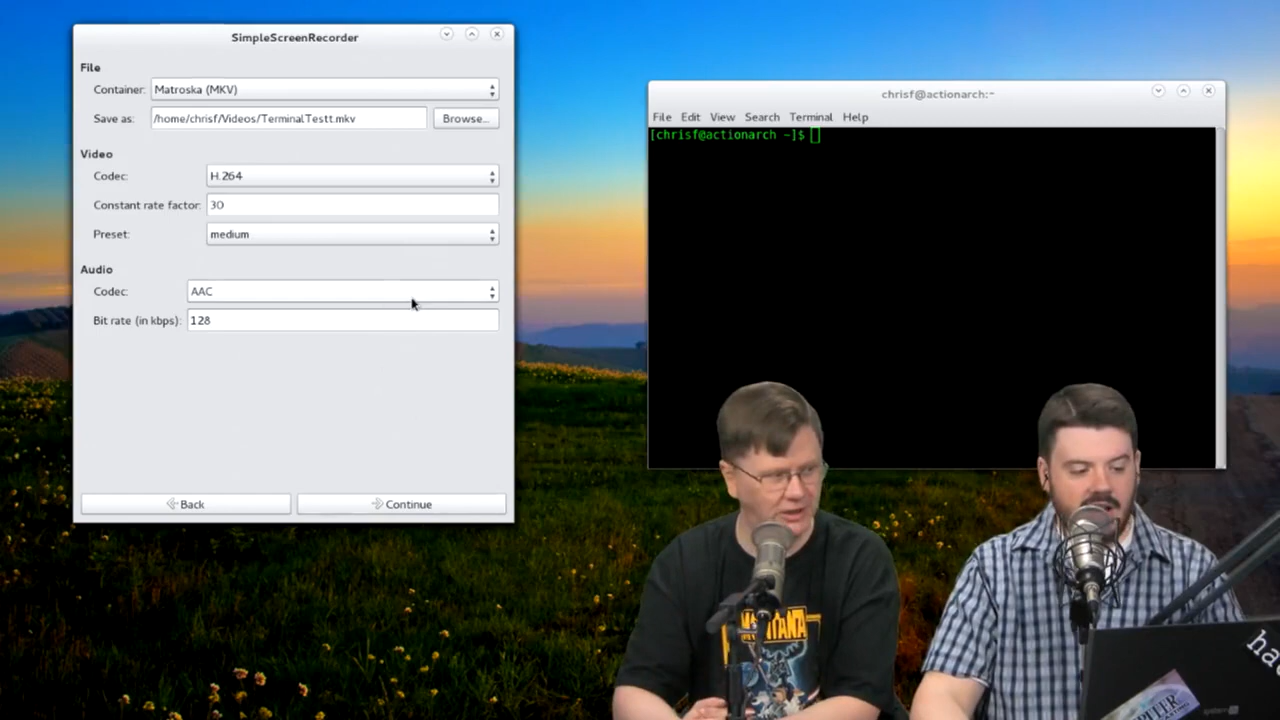 SimpleScreenRecorder
File
Container: Matroska (MKV)
Save as: /home/chrisf/Videos/TerminalTestt.mkv Browse...
Video
Codec: H.264
Constant rate factor: 30
Preset: medium
Audio
Codec: AAC
Bit rate (in kbps): 128
Back Continue
chrisf@actionarch:~
File Edit View Search Terminal Help
[chrisf@actionarch ~]$